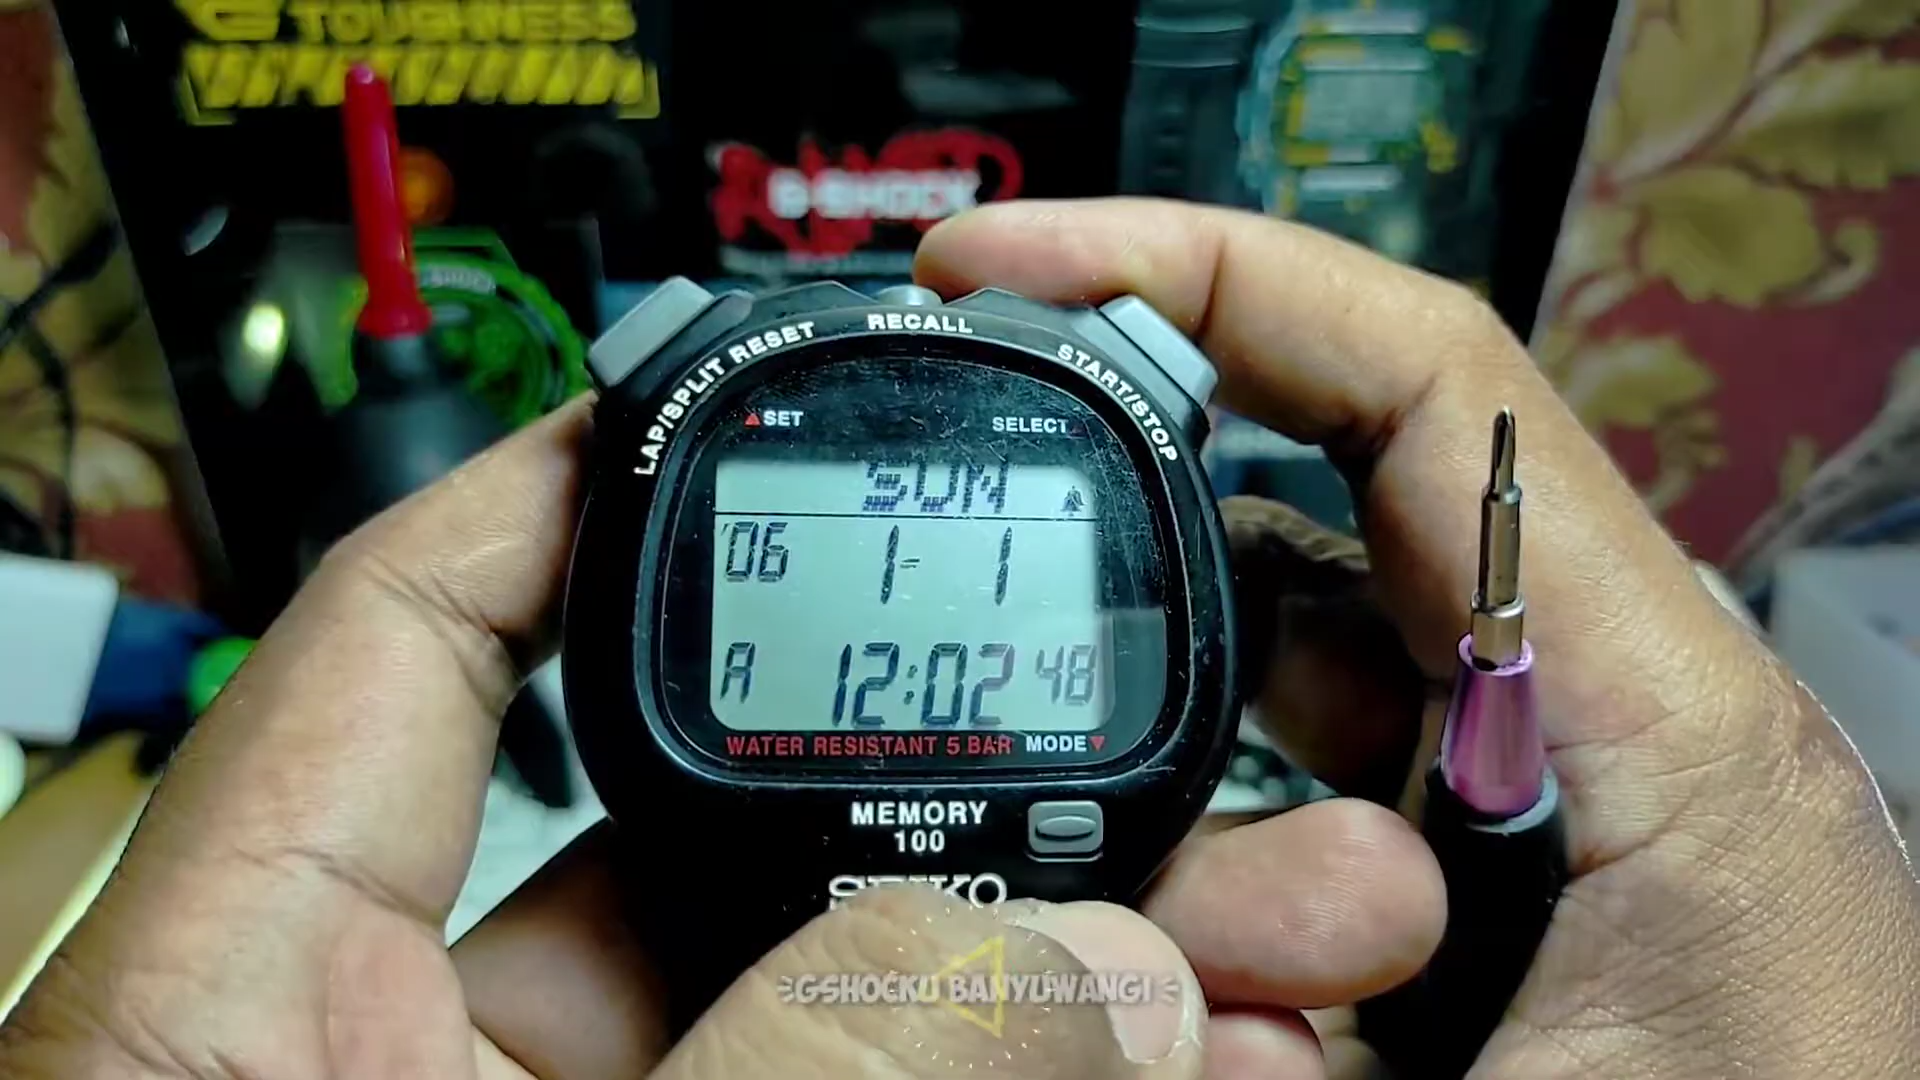 TOUGHNESS
G-SHOCK
LAP/SPLIT RESET
RECALL
START/STOP
SET
SELECT
SUN
'06 1- 1
A 12:02 48
WATER RESISTANT 5 BAR MODE
MEMORY
100
SEIKO
GSHOCKU BANYUWANGI